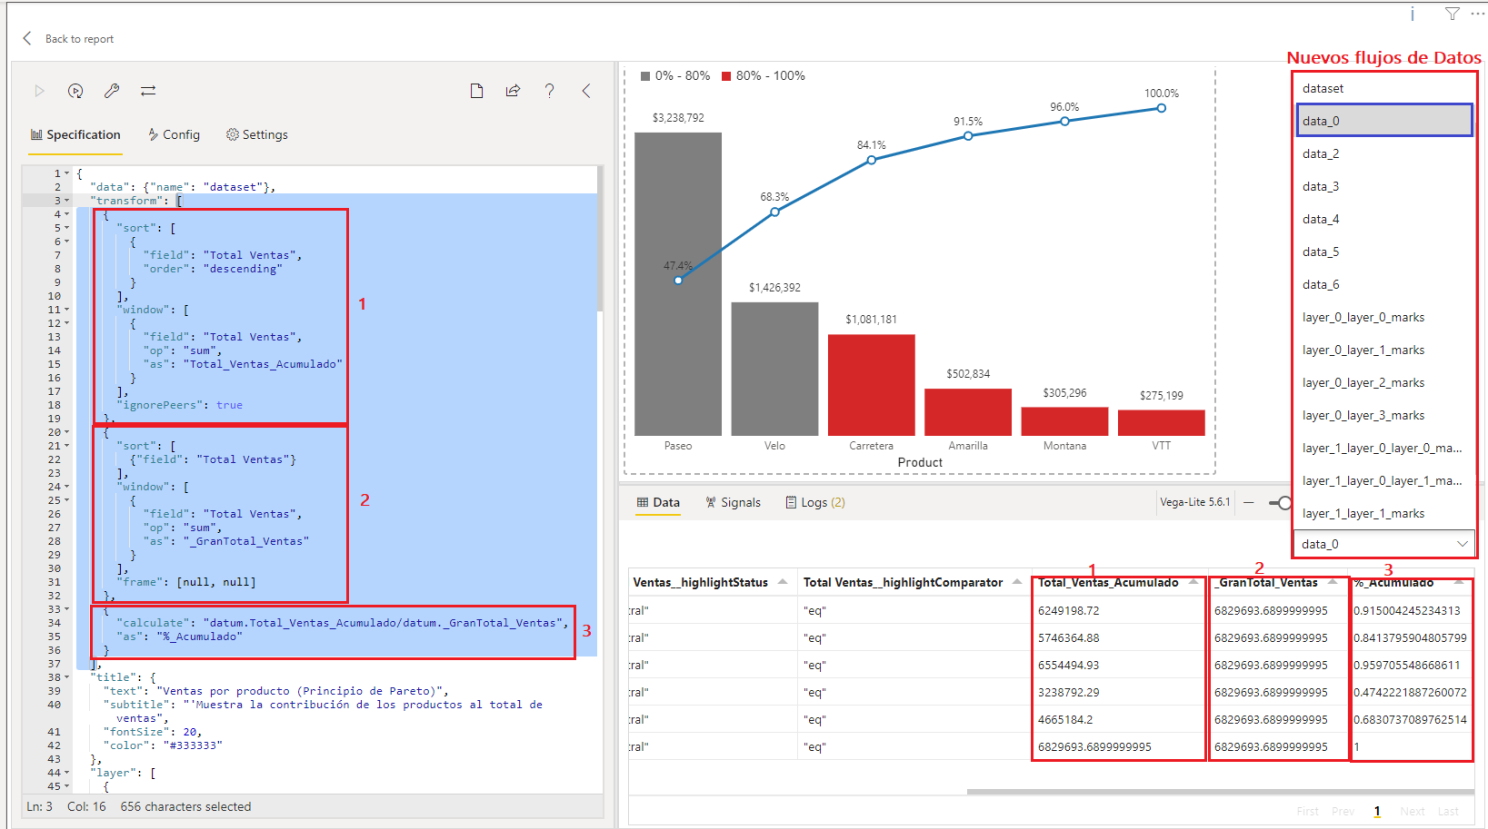 Back to report
Specification
Config
Settings
1 {
2 "data": {"name": "dataset"},
3 "transform": [
4 {
5 "sort": [
6 {
7 "field": "Total Ventas",
8 "order": "descending"
9 }
10 ],
11 "window": [
12 {
13 "field": "Total Ventas",
14 "op": "sum",
15 "as": "Total_Ventas_Acumulado"
16 }
17 ],
18 "ignorePeers": true
19 },
20 {
21 "sort": [
22 {"field": "Total Ventas"}
23 ],
24 "window": [
25 {
26 "field": "Total Ventas",
27 "op": "sum",
28 "as": "_GranTotal_Ventas"
29 }
30 ],
31 "frame": [null, null]
32 },
33 {
34 "calculate": "datum.Total_Ventas_Acumulado/datum._GranTotal_Ventas",
35 "as": "%_Acumulado"
36 }
37 ],
38 "title": {
39 "text": "Ventas por producto (Principio de Pareto)",
40 "subtitle": "'Muestra la contribución de los productos al total de
ventas",
41 "fontSize": 20,
42 "color": "#333333"
43 },
44 "layer": [
45 {
1
2
3
Ln: 3 Col: 16 656 characters selected
0% - 80% 80% - 100%
$3,238,792
$1,426,392
$1,081,181
$502,834
$305,296
$275,199
47.4%
68.3%
84.1%
91.5%
96.0%
100.0%
Paseo Velo Carretera Amarilla Montana VTT
Product
Nuevos flujos de Datos
dataset
data_0
data_2
data_3
data_4
data_5
data_6
layer_0_layer_0_marks
layer_0_layer_1_marks
layer_0_layer_2_marks
layer_0_layer_3_marks
layer_1_layer_0_layer_0_ma...
layer_1_layer_0_layer_1_ma...
layer_1_layer_1_marks
data_0
Data Signals Logs (2) Vega-Lite 5.6.1
1 2 3
Ventas__highlightStatus Total Ventas__highlightComparator Total_Ventas_Acumulado _GranTotal_Ventas %_Acumulado
tral" "eq" 6249198.72 6829693.6899999995 0.915004245234313
tral" "eq" 5746364.88 6829693.6899999995 0.8413795904805799
tral" "eq" 6554494.93 6829693.6899999995 0.959705548668611
tral" "eq" 3238792.29 6829693.6899999995 0.4742221887260072
tral" "eq" 4665184.2 6829693.6899999995 0.6830737089762514
tral" "eq" 6829693.6899999995 6829693.6899999995 1
First Prev 1 Next Last